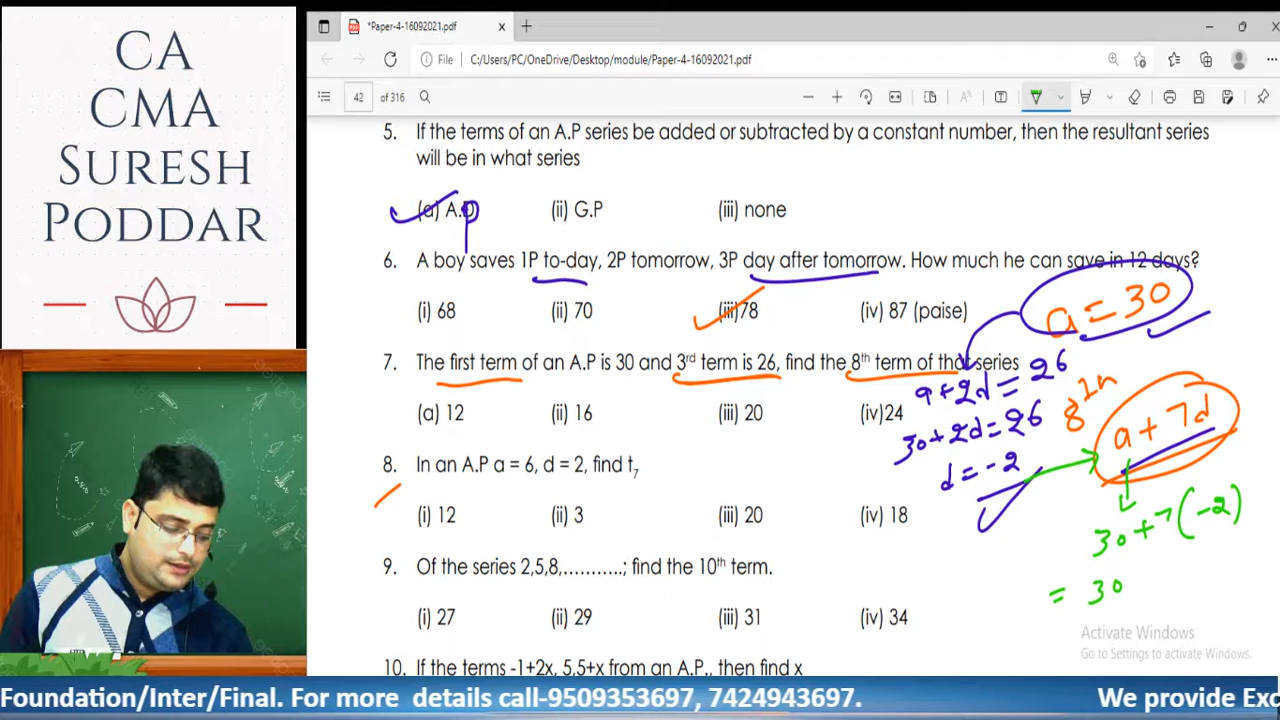 CA
CMA
SURESH
PODDAR
*Paper-4-16092021.pdf
File
C:/Users/PC/OneDrive/Desktop/module/Paper-4-16092021.pdf
42 of 316
5. If the terms of an A.P series be added or subtracted by a constant number, then the resultant series
will be in what series
(a) A.p (ii) G.P (iii) none
6. A boy saves 1P to-day, 2P tomorrow, 3P day after tomorrow. How much he can save in 12 days?
(i) 68 (ii) 70 (iii)78 (iv) 87 (paise)
a = 30
7. The first term of an A.P is 30 and 3rd term is 26, find the 8th term of that series
a+2d=26
(a) 12 (ii) 16 (iii) 20 (iv)24
30+2d=26
8th
a+7d
8. In an A.P a = 6, d = 2, find t7
d=-2
(i) 12 (ii) 3 (iii) 20 (iv) 18
30+7(-2)
9. Of the series 2,5,8,...........; find the 10th term.
= 30
(i) 27 (ii) 29 (iii) 31 (iv) 34
Activate Windows
Go to Settings to activate Windows.
10. If the terms -1+2x, 5,5+x from an A.P., then find x
Foundation/Inter/Final. For more details call-9509353697, 7424943697. We provide Exc